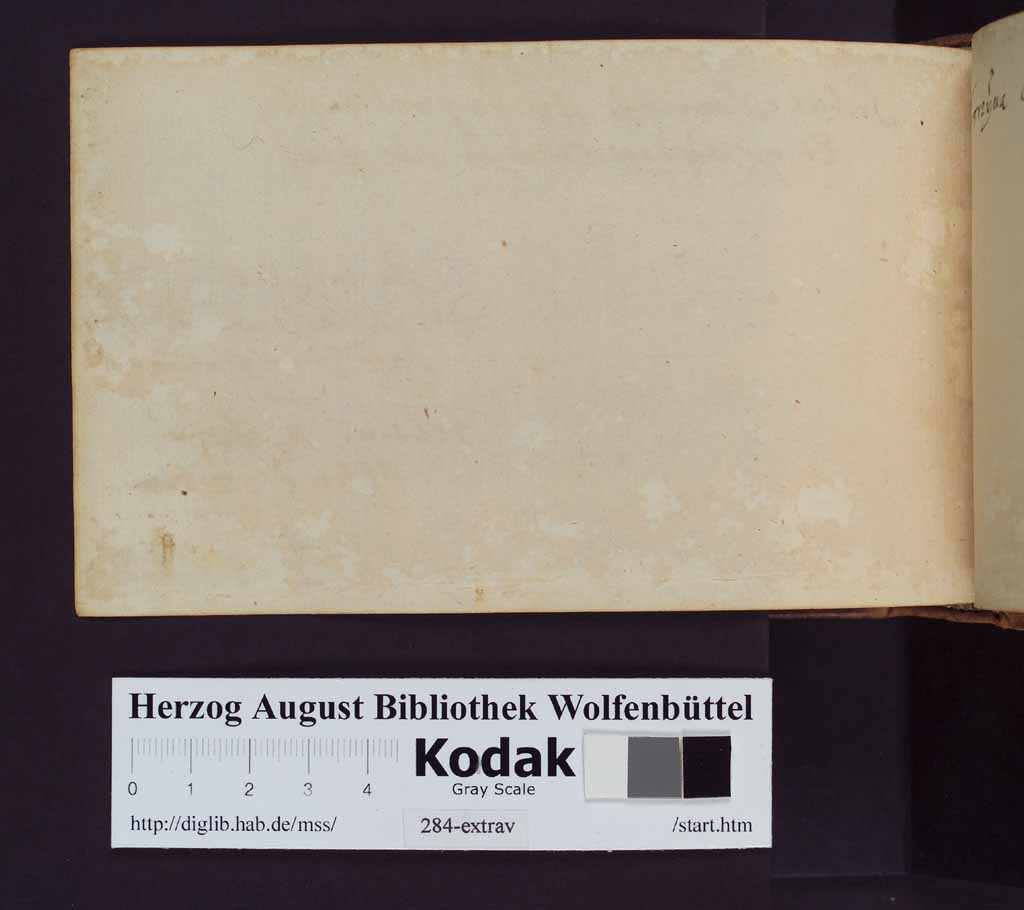 Herzog August Bibliothek Wolfenbüttel
Kodak
Gray Scale
0 1 2 3 4
http://diglib.hab.de/mss/ 284-extrav /start.htm